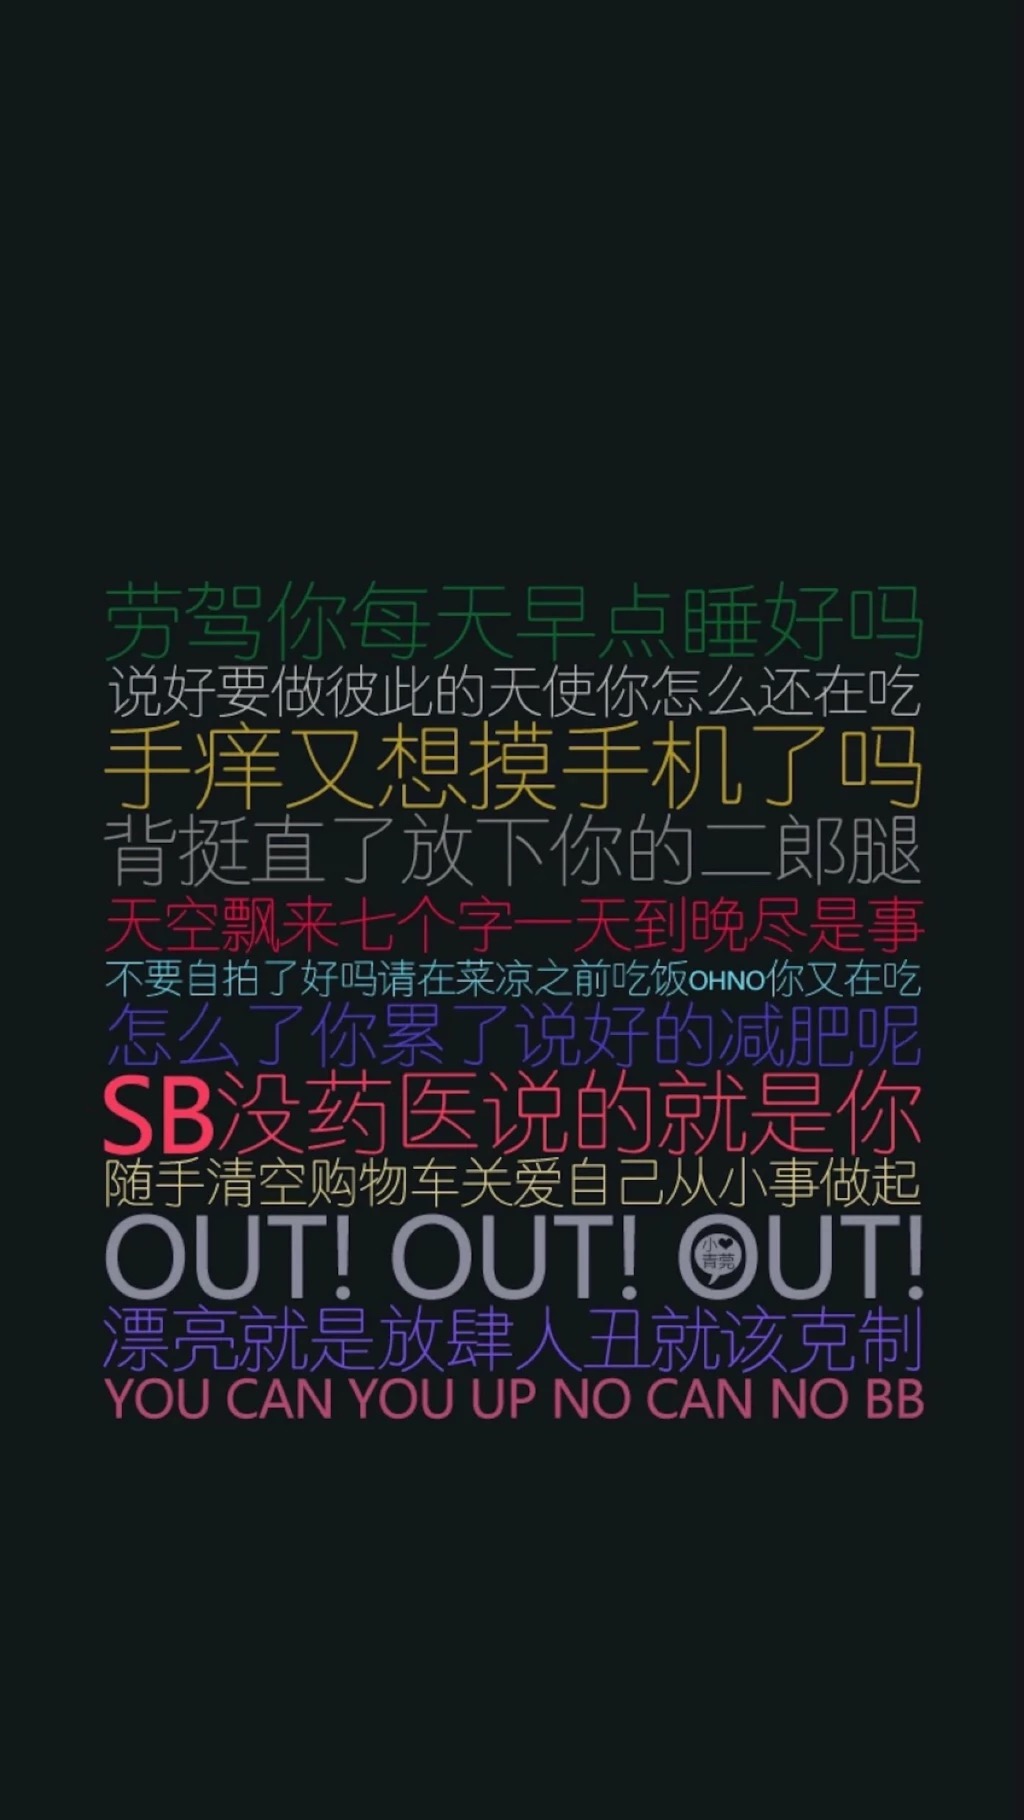 劳驾你每天早点睡好吗
说好要做彼此的天使你怎么还在吃
手痒又想摸手机了吗
背挺直了放下你的二郎腿
天空飘来七个字一天到晚尽是事
不要自拍了好吗请在菜凉之前吃饭OHNO你又在吃
怎么了你累了说好的减肥呢
SB没药医说的就是你
随手清空购物车关爱自己从小事做起
OUT! OUT! OUT!
小❤
青莞
漂亮就是放肆人丑就该克制
YOU CAN YOU UP NO CAN NO BB